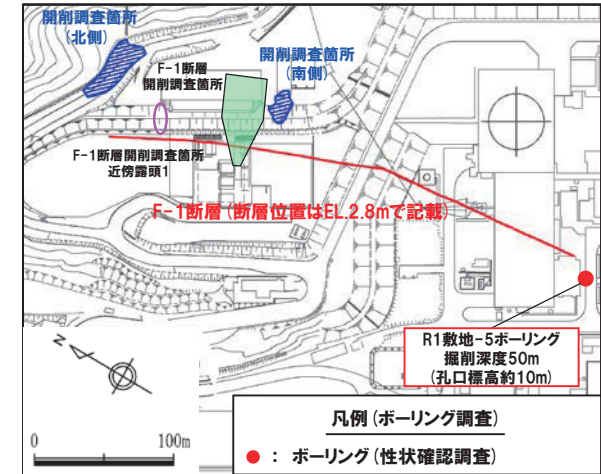 開削調査箇所
(北側)
F-1断層
開削調査箇所
開削調査箇所
(南側)
F-1断層開削調査箇所
近傍露頭1
F-1断層(断層位置はEL.2.8mで記載)
R1敷地-5ボーリング
掘削深度50m
(孔口標高約10m)
N
0 100m
凡例(ボーリング調査)
● : ボーリング(性状確認調査)